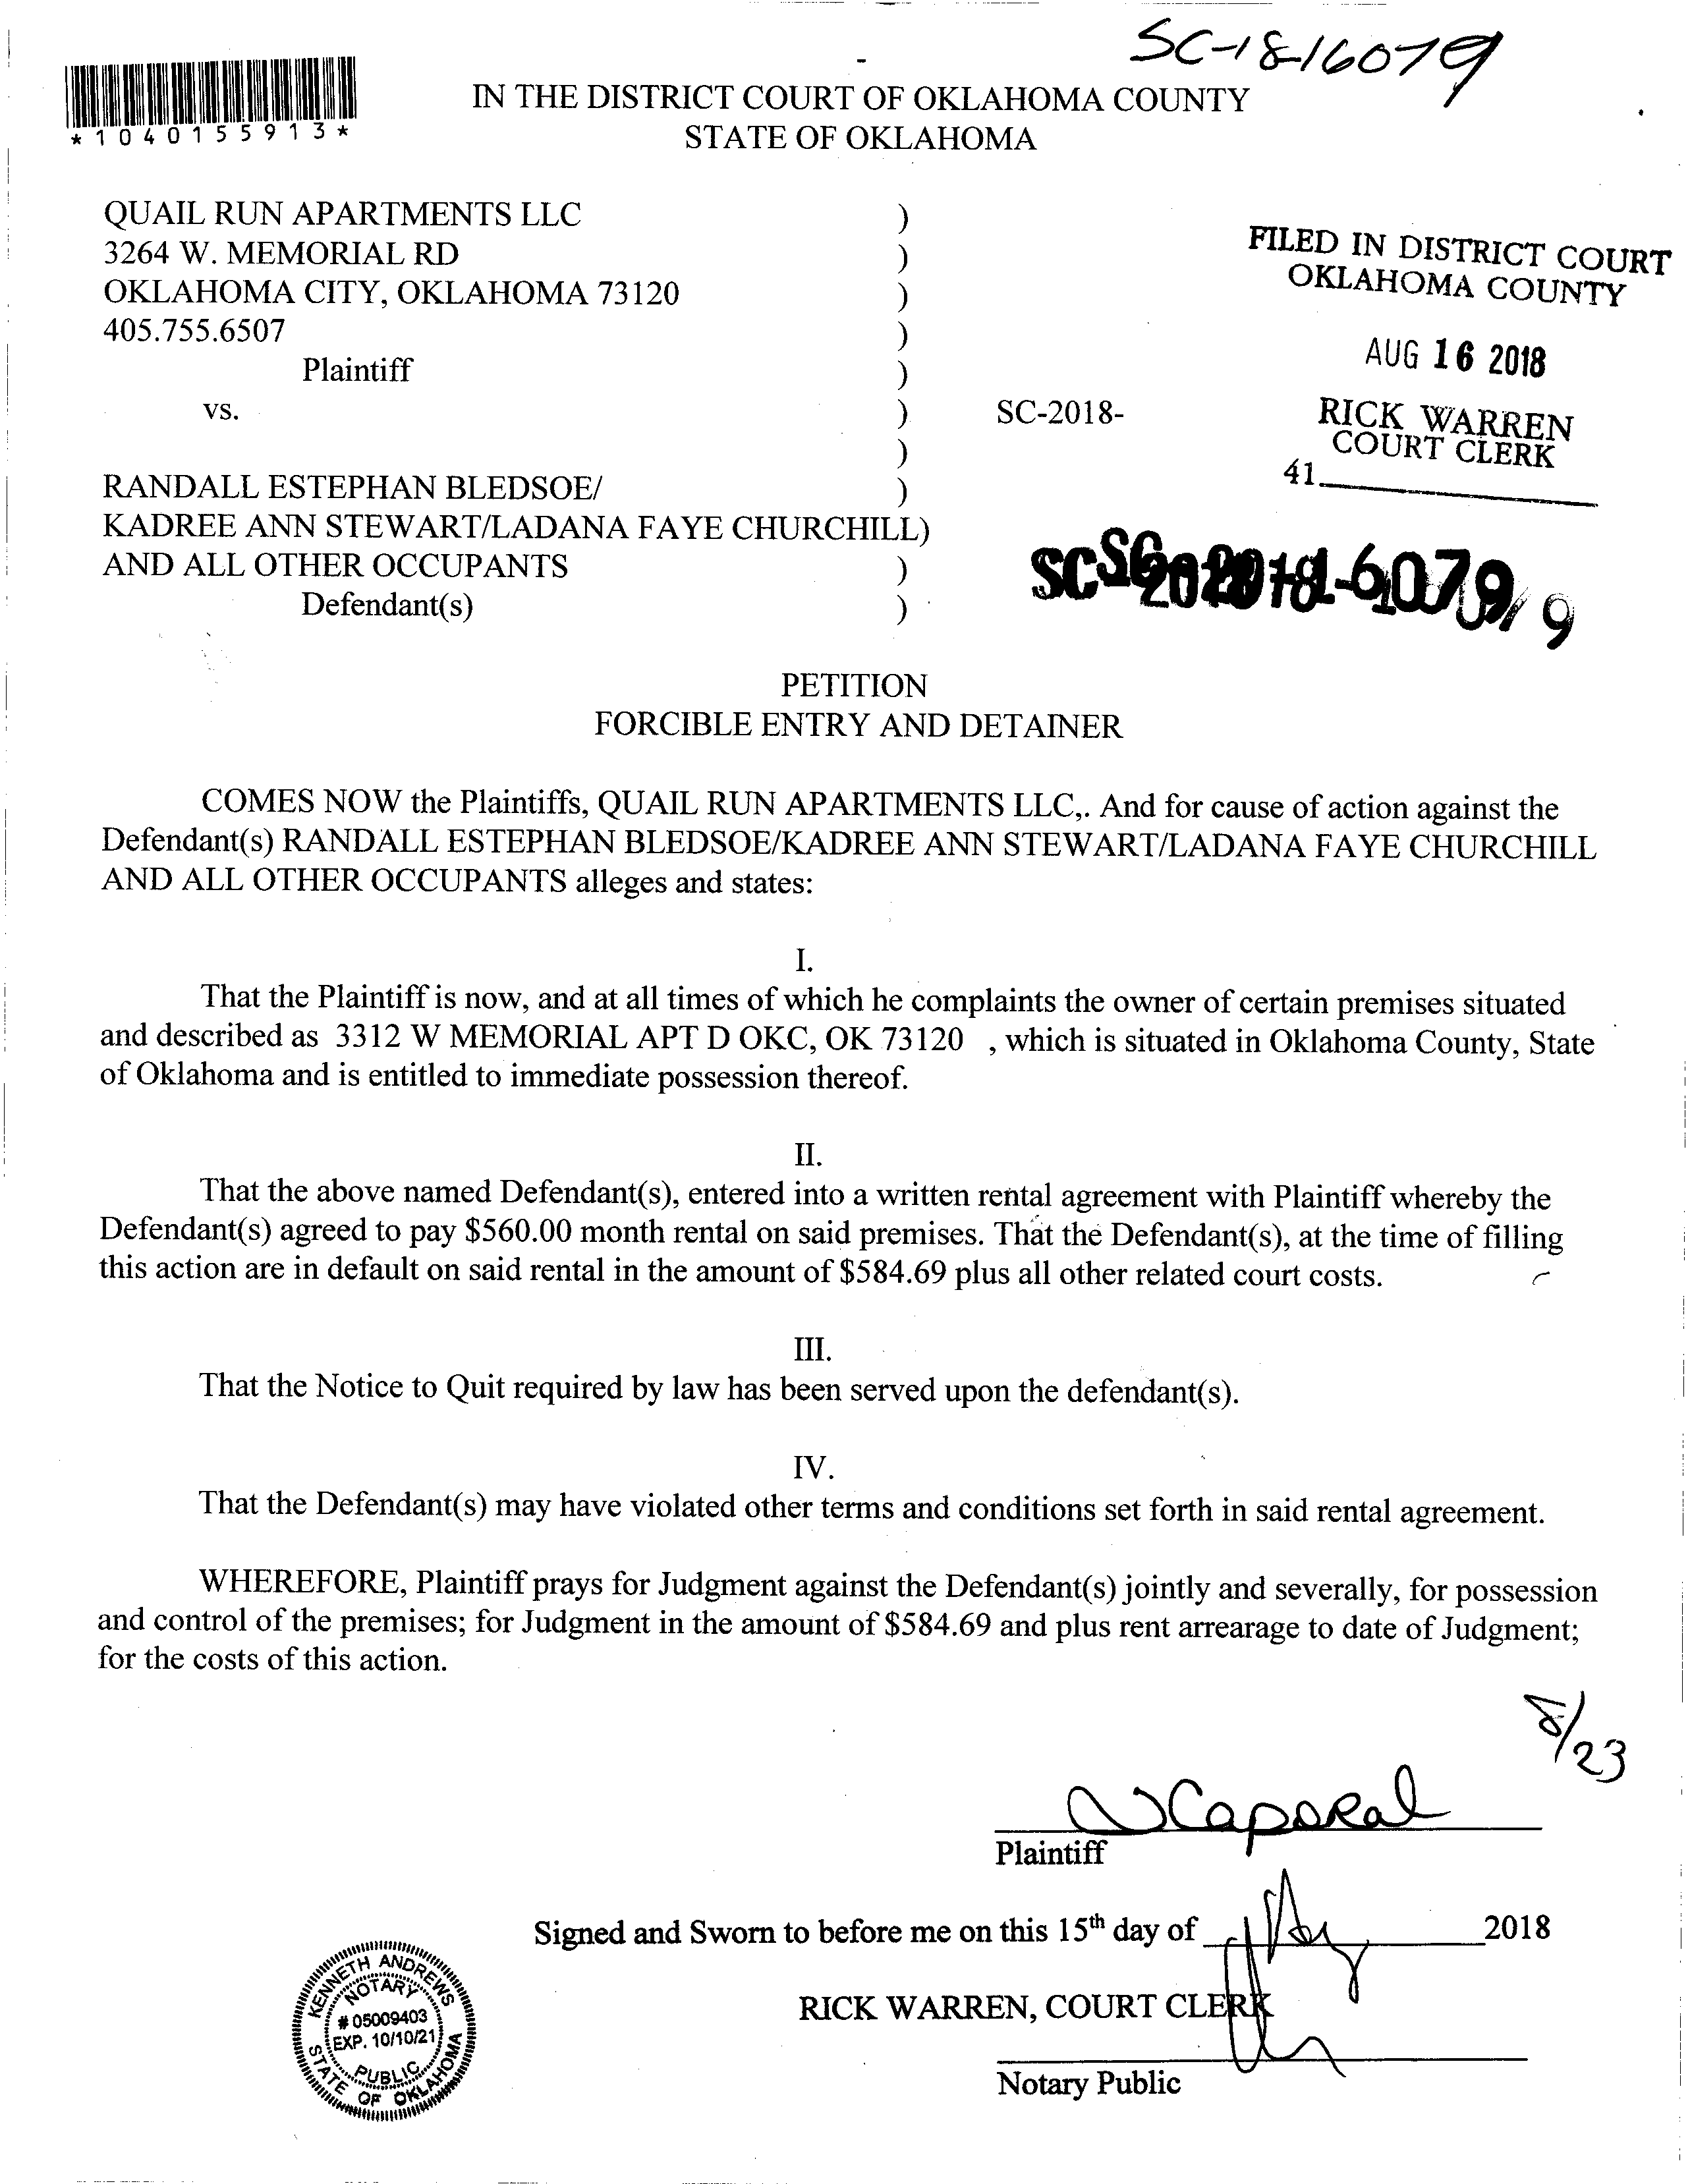 SC-18-16079
*1040155913*
IN THE DISTRICT COURT OF OKLAHOMA COUNTY
STATE OF OKLAHOMA
QUAIL RUN APARTMENTS LLC )
3264 W. MEMORIAL RD )
OKLAHOMA CITY, OKLAHOMA 73120 )
405.755.6507 )
Plaintiff )
vs. ) SC-2018-
)
FILED IN DISTRICT COURT
OKLAHOMA COUNTY
AUG 16 2018
RICK WARREN
COURT CLERK
41
RANDALL ESTEPHAN BLEDSOE/ )
KADREE ANN STEWART/LADANA FAYE CHURCHILL)
AND ALL OTHER OCCUPANTS )
Defendant(s) )
PETITION
FORCIBLE ENTRY AND DETAINER
COMES NOW the Plaintiffs, QUAIL RUN APARTMENTS LLC,. And for cause of action against the
Defendant(s) RANDALL ESTEPHAN BLEDSOE/KADREE ANN STEWART/LADANA FAYE CHURCHILL
AND ALL OTHER OCCUPANTS alleges and states:
I.
That the Plaintiff is now, and at all times of which he complaints the owner of certain premises situated
and described as 3312 W MEMORIAL APT D OKC, OK 73120 , which is situated in Oklahoma County, State
of Oklahoma and is entitled to immediate possession thereof.
II.
That the above named Defendant(s), entered into a written rental agreement with Plaintiff whereby the
Defendant(s) agreed to pay $560.00 month rental on said premises. That the Defendant(s), at the time of filling
this action are in default on said rental in the amount of $584.69 plus all other related court costs.
III.
That the Notice to Quit required by law has been served upon the defendant(s).
IV.
That the Defendant(s) may have violated other terms and conditions set forth in said rental agreement.
WHEREFORE, Plaintiff prays for Judgment against the Defendant(s) jointly and severally, for possession
and control of the premises; for Judgment in the amount of $584.69 and plus rent arrearage to date of Judgment;
for the costs of this action.
8/23
Caporal
Plaintiff
Signed and Sworn to before me on this 15th day of 2018
RICK WARREN, COURT CLERK
Notary Public
KENNETH ANDREWS
NOTARY
# 05009403
EXP. 10/10/21
PUBLIC
STATE OF OKLAHOMA